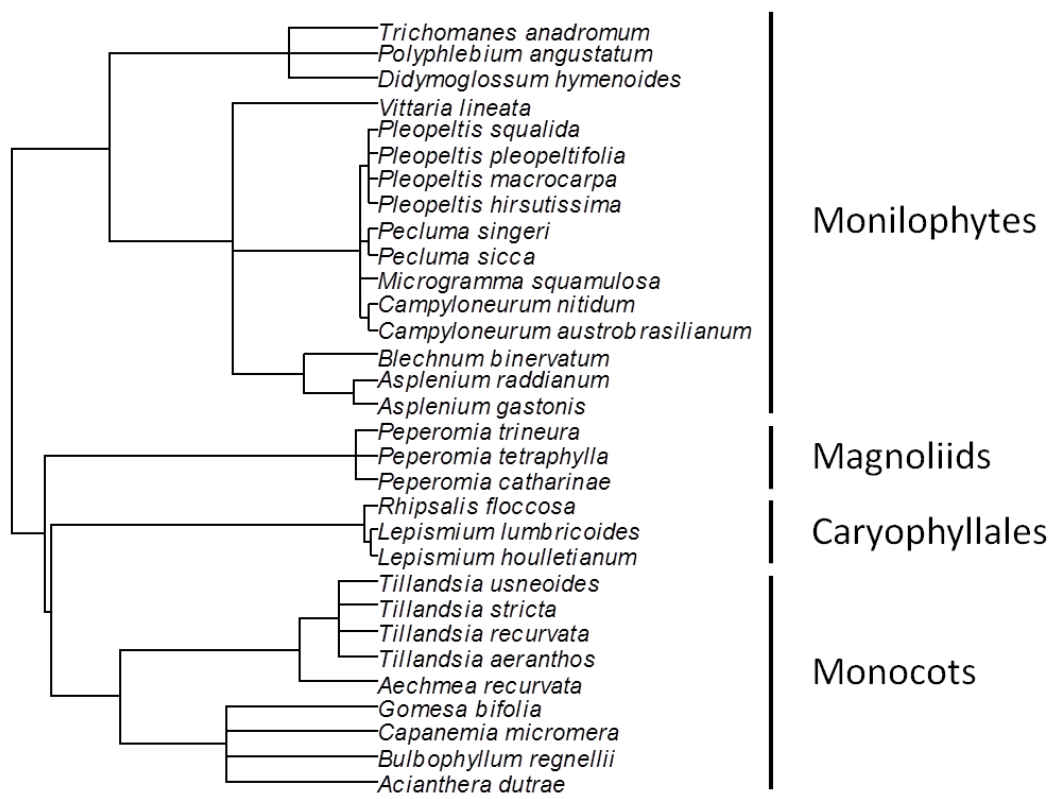 Trichomanes anadromum
Polyphlebium angustatum
Didymoglossum hymenoides
Vittaria lineata
Pleopeltis squalida
Pleopeltis pleopeltifolia
Pleopeltis macrocarpa
Pleopeltis hirsutissima
Pecluma singeri
Pecluma sicca
Microgramma squamulosa
Campyloneurum nitidum
Campyloneurum austrobrasilianum
Blechnum binervatum
Asplenium raddianum
Asplenium gastonis
Monilophytes
Peperomia trineura
Peperomia tetraphylla
Peperomia catharinae
Magnoliids
Rhipsalis floccosa
Lepismium lumbricoides
Lepismium houlletianum
Caryophyllales
Tillandsia usneoides
Tillandsia stricta
Tillandsia recurvata
Tillandsia aeranthos
Aechmea recurvata
Gomesa bifolia
Capanemia micromera
Bulbophyllum regnellii
Acianthera dutrae
Monocots